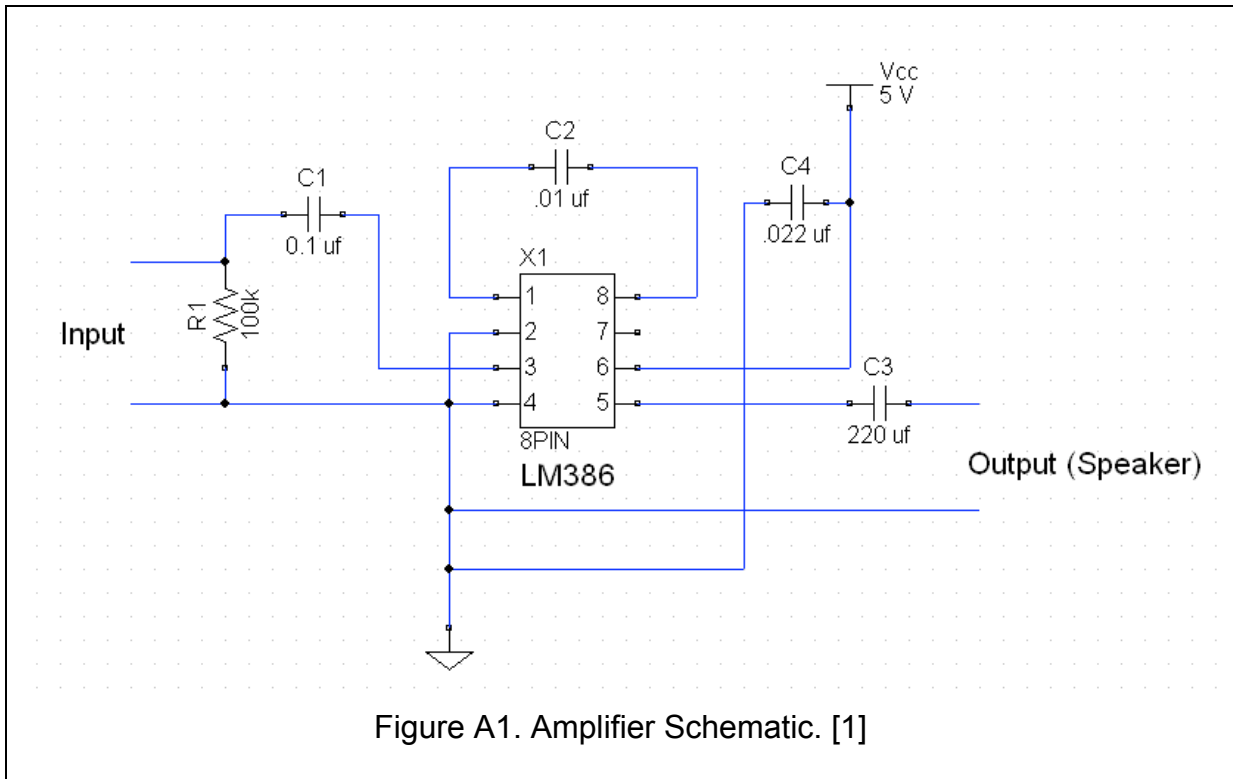 Vcc
5 V
C2
.01 uf
C4
.022 uf
C1
0.1 uf
X1
R1
100k
Input
1
2
3
4
8
7
6
5
8PIN
LM386
C3
220 uf
Output (Speaker)
Figure A1. Amplifier Schematic. [1]